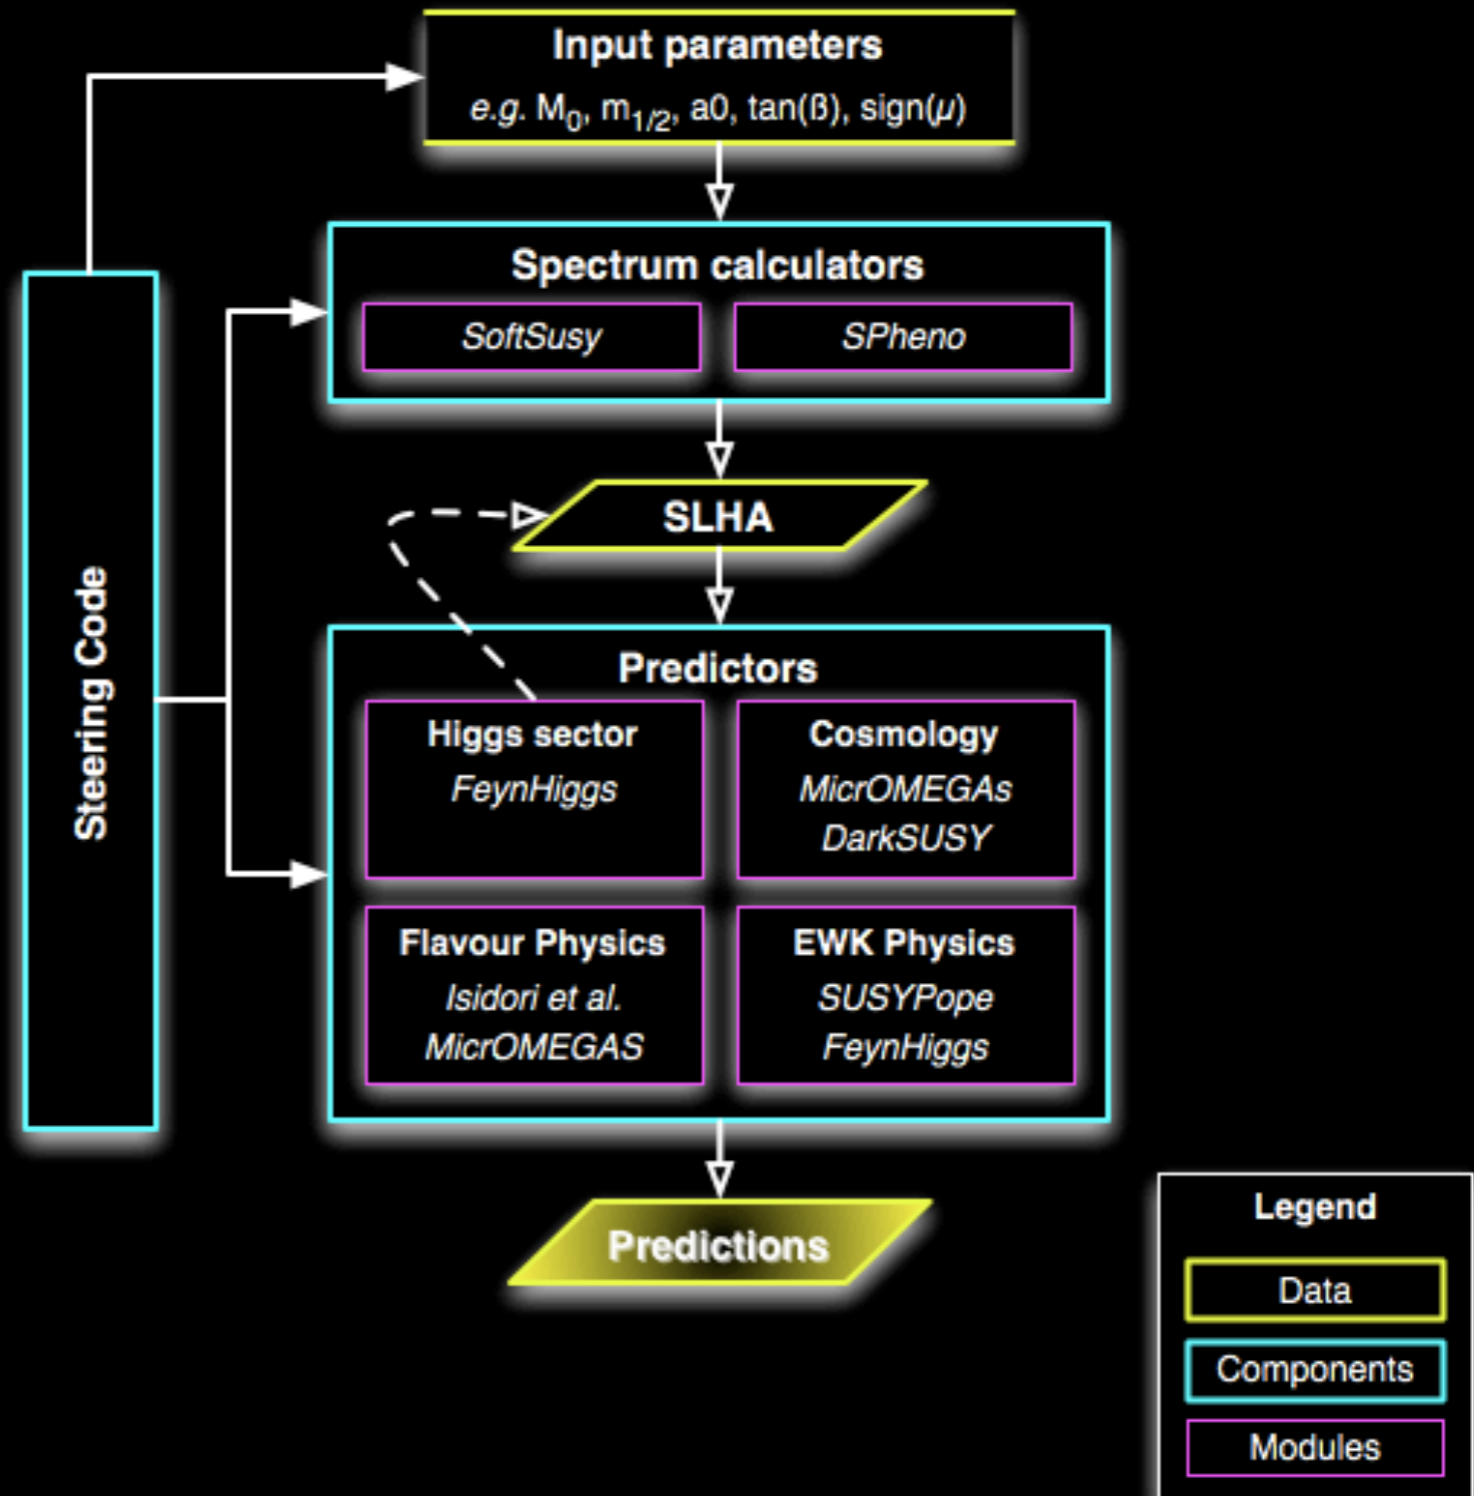 Input parameters
e.g. M0, m1/2, a0, tan(ß), sign(µ)
Spectrum calculators
SoftSusy
SPheno
SLHA
Steering Code
Predictors
Higgs sector
FeynHiggs
Cosmology
MicrOMEGAs
DarkSUSY
Flavour Physics
Isidori et al.
MicrOMEGAS
EWK Physics
SUSYPope
FeynHiggs
Predictions
Legend
Data
Components
Modules